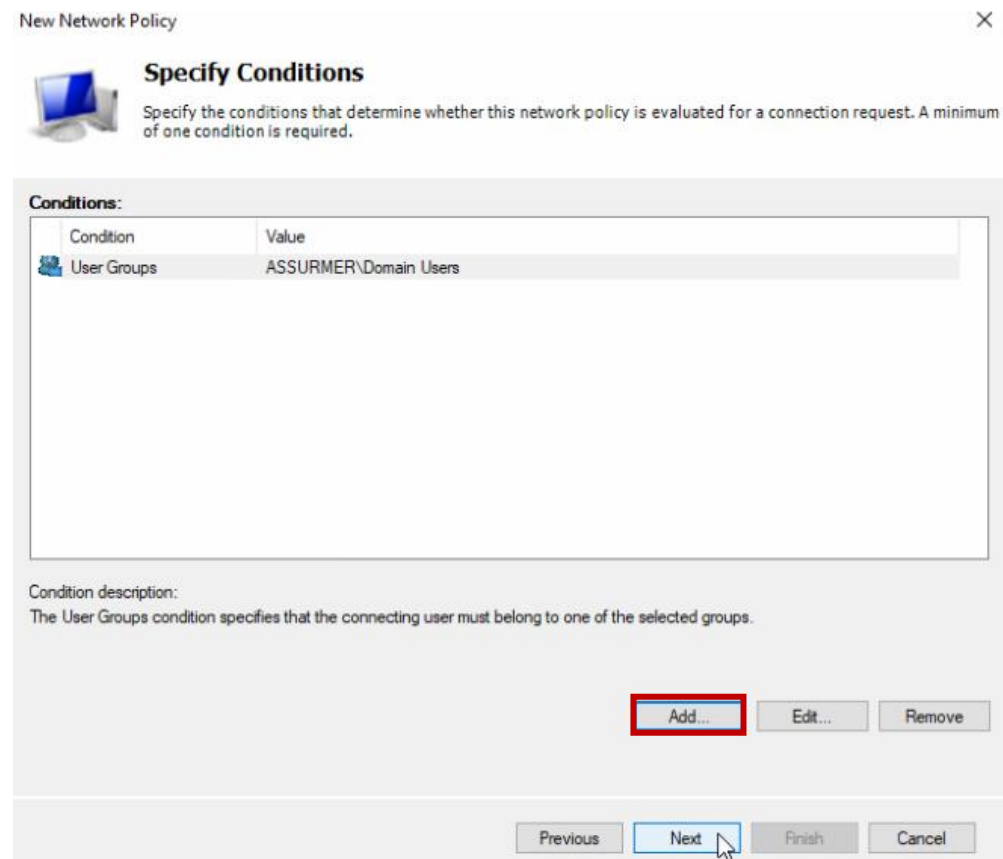 New Network Policy
Specify Conditions
Specify the conditions that determine whether this network policy is evaluated for a connection request. A minimum
of one condition is required.
Conditions:
Condition Value
User Groups ASSURMER\Domain Users
Condition description:
The User Groups condition specifies that the connecting user must belong to one of the selected groups.
Add... Edit... Remove
Previous Next Finish Cancel